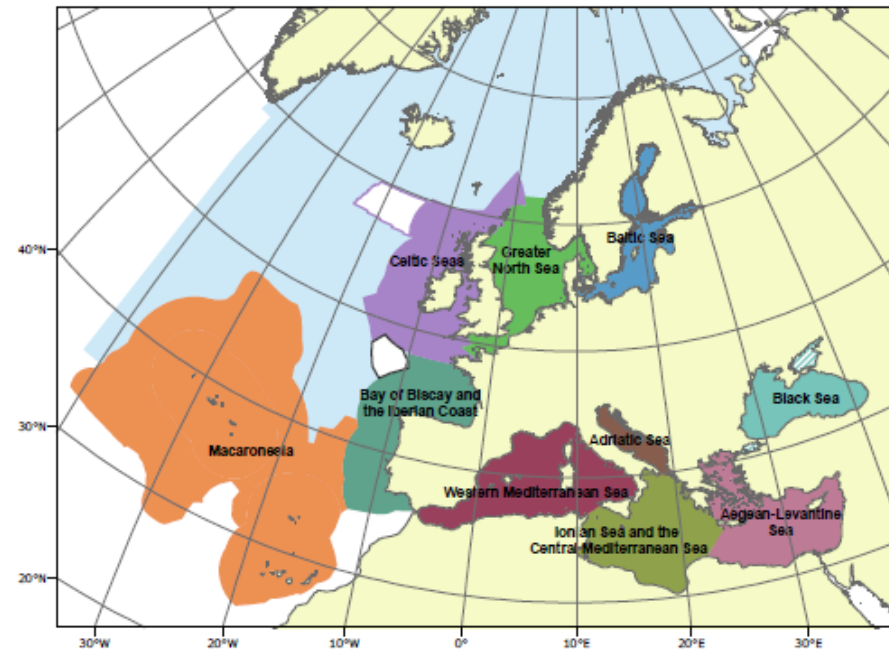 40°N
30°N
20°N
30°W
20°W
10°W
0°
10°E
20°E
30°E
Celtic Seas
Greater
North Sea
Baltic Sea
Bay of Biscay and
the Iberian Coast
Black Sea
Macaronesia
Adriatic Sea
Western Mediterranean Sea
Aegean-Levantine
Sea
Ionian Sea and the
Central Mediterranean Sea